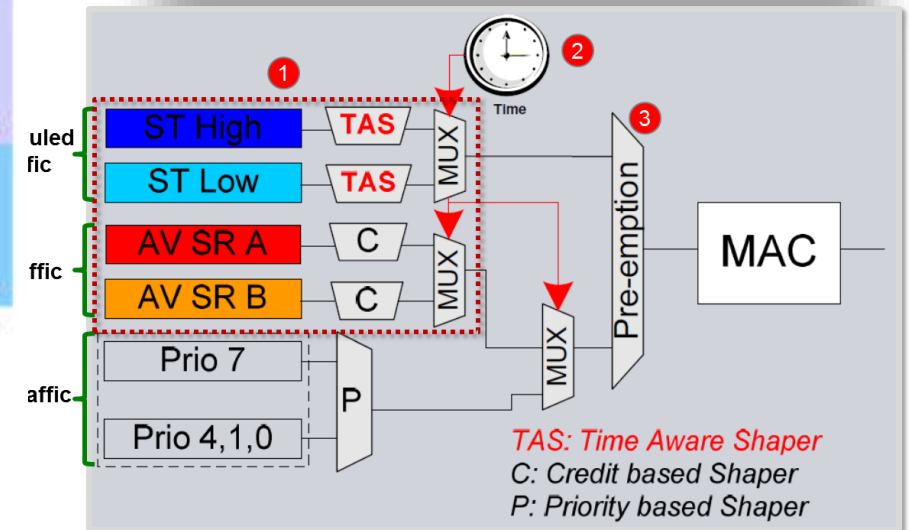 1
2
Time
3
ST High
TAS
MUX
uled
fic
ST Low
TAS
AV SR A
C
MUX
ffic
AV SR B
C
Pre-emption
MAC
MUX
Prio 7
P
affic
Prio 4,1,0
TAS: Time Aware Shaper
C: Credit based Shaper
P: Priority based Shaper